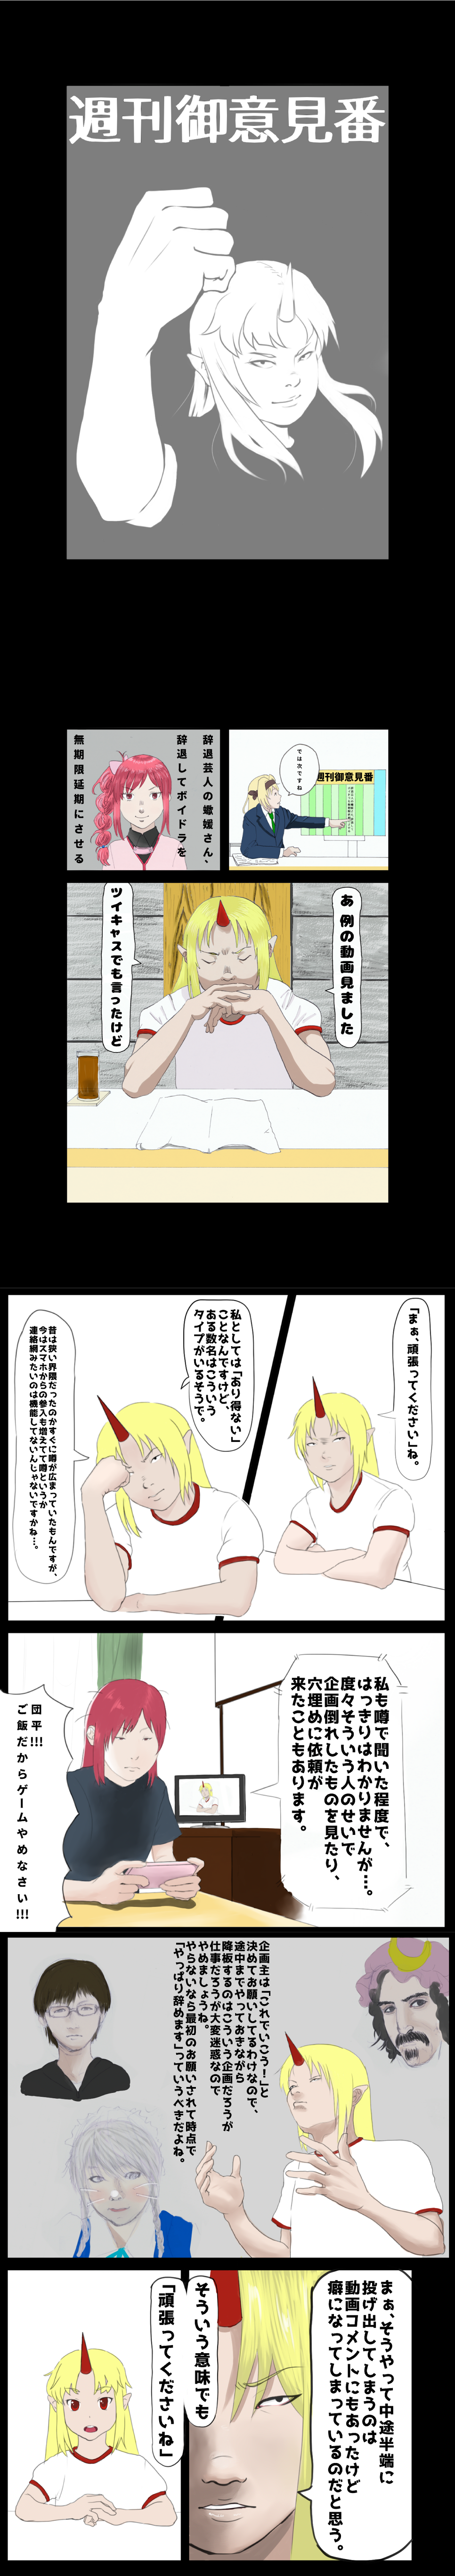 週刊御意見番
では次ですね
週刊御意見番
辞退芸人の蠍媛さん、
辞退してボイドラを
無期限延期にさせる
あ 例の動画見ました
ツイキャスでも言ったけど
「まぁ、頑張ってください」ね。
私としては「あり得ない」
ことなんですけど、
ある数名はこういう
タイプがいるそうで。
昔は狭い界隈だったのかすぐに噂が広まっていたもんですが、
今はスマホからの参入も増えてて噂というか
連絡網みたいのは機能してないんじゃないですかね…。
私も噂で聞いた程度で、
はっきりはわかりませんが…。
度々そういう人のせいで
企画倒れしたものを見たり、
穴埋めに依頼が
来たこともあります。
団平!!!
ご飯だからゲームやめなさい!!!
企画主は「これでいこう！」と
決めてお願いしてるわけなので、
途中までやっておきながら
降板するのはこういう企画だろうが
仕事だろうが大変迷惑なので
やめましょうね。
やらないなら最初のお願いされて時点で
「やっぱり辞めます」っていうべきだよね。
まぁ、そうやって中途半端に
投げ出してしまうのは
動画コメントにもあったけど
癖になってしまっているのだと思う。
そういう意味でも
「頑張ってくださいね」